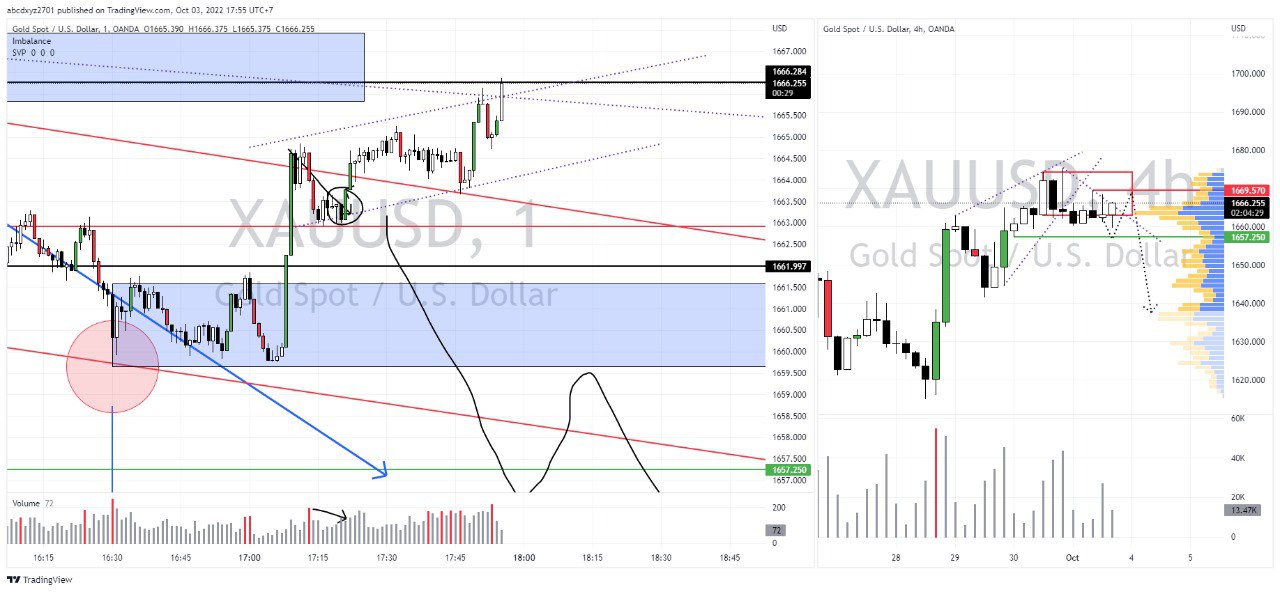 abcdxyz2701 published on TradingView.com, Oct 03, 2022 17:55 UTC+7
Gold Spot / U.S. Dollar, 1, OANDA O1665.390 H1666.375 L1665.375 C1666.255
Imbalance
SVP 0 0 0
XAUUSD, 1
Gold Spot / U.S. Dollar
USD
1667.000
1666.284
1666.255
00:29
1665.500
1665.000
1664.500
1664.000
1663.500
1663.000
1662.500
1661.997
1661.500
1661.000
1660.500
1660.000
1659.500
1659.000
1658.500
1658.000
1657.500
1657.250
1657.000
Volume 72
200
72
0
16:15 16:30 16:45 17:00 17:15 17:30 17:45 18:00 18:15 18:30 18:45
Gold Spot / U.S. Dollar, 4h, OANDA
XAUUSD, 4h
Gold Spot / U.S. Dollar
USD
1700.000
1690.000
1680.000
1669.570
1666.255
02:04:29
1660.000
1657.250
1650.000
1640.000
1630.000
1620.000
60K
40K
20K
13.47K
0
28 29 30 Oct 4 5
TradingView